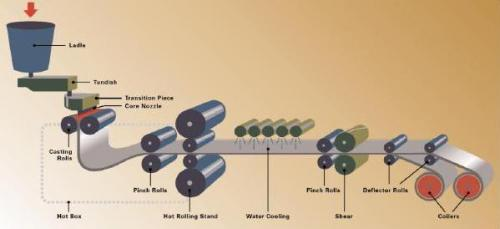 Ladle
Tundish
Transition Piece
Core Nozzle
Casting
Rolls
Pinch Rolls
Hot Rolling Stand
Water Cooling
Pinch Rolls
Shear
Deflector Rolls
Coilers
Hot Box